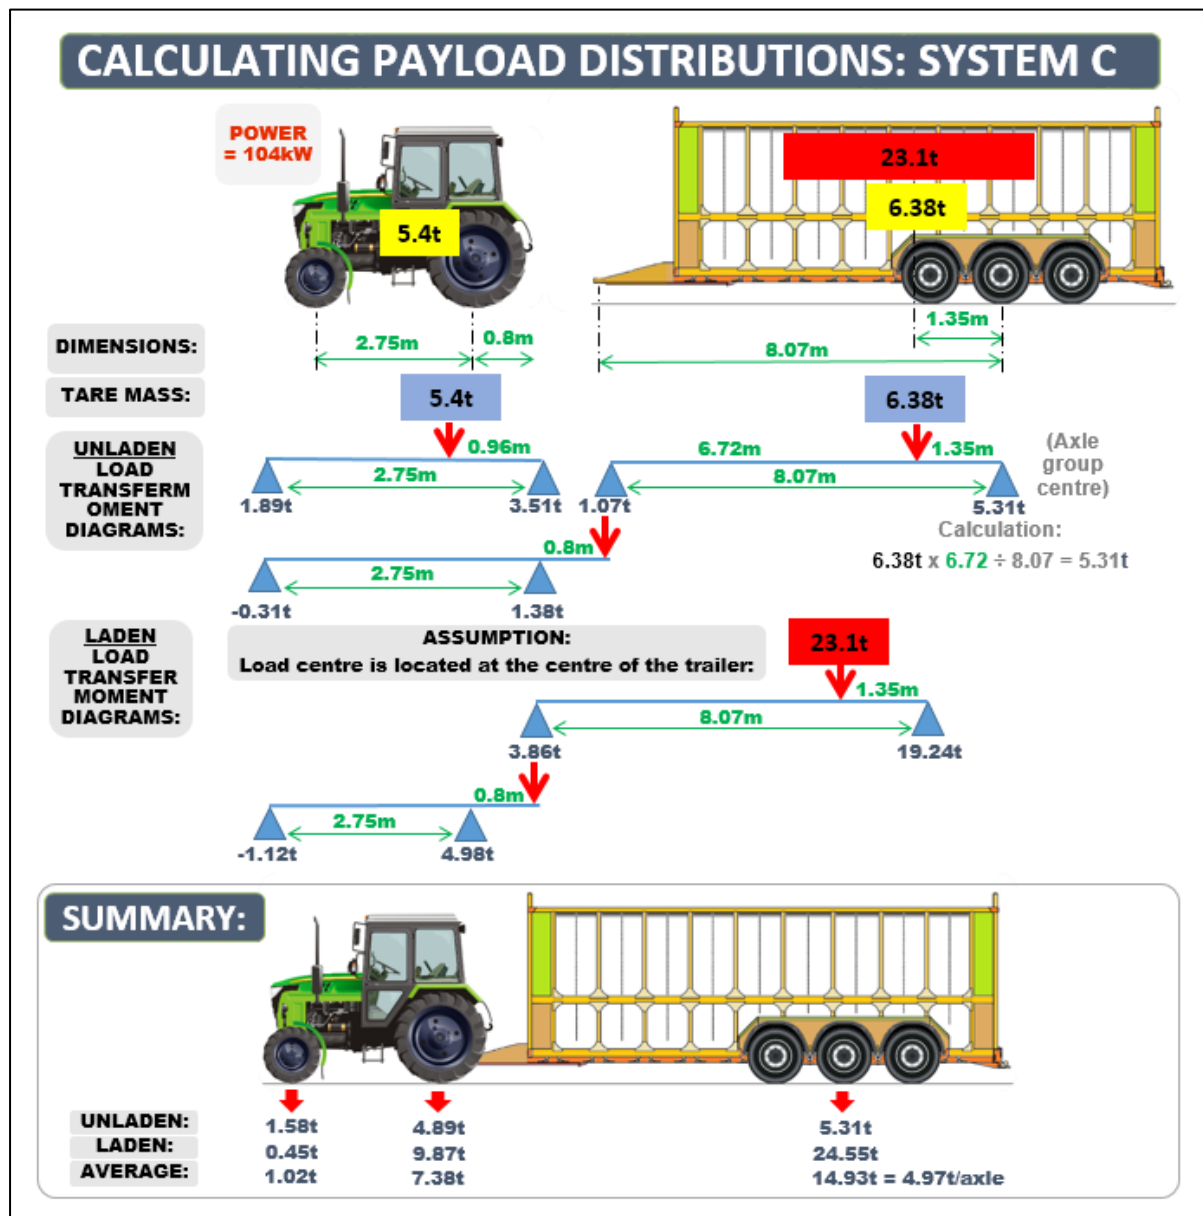 CALCULATING PAYLOAD DISTRIBUTIONS: SYSTEM C
POWER
= 104kW
23.1t
6.38t
5.4t
1.35m
DIMENSIONS:
2.75m
0.8m
8.07m
TARE MASS:
5.4t
6.38t
UNLADEN
LOAD
TRANSFERM
OMENT
DIAGRAMS:
0.96m
2.75m
1.89t
3.51t
6.72m
1.35m
8.07m
1.07t
5.31t
(Axle
group
centre)
Calculation:
6.38t x 6.72 ÷ 8.07 = 5.31t
0.8m
2.75m
-0.31t
1.38t
LADEN
LOAD
TRANSFER
MOMENT
DIAGRAMS:
ASSUMPTION:
Load centre is located at the centre of the trailer:
23.1t
1.35m
8.07m
3.86t
19.24t
0.8m
2.75m
-1.12t
4.98t
SUMMARY:
UNLADEN: 1.58t 4.89t 5.31t
LADEN: 0.45t 9.87t 24.55t
AVERAGE: 1.02t 7.38t 14.93t = 4.97t/axle